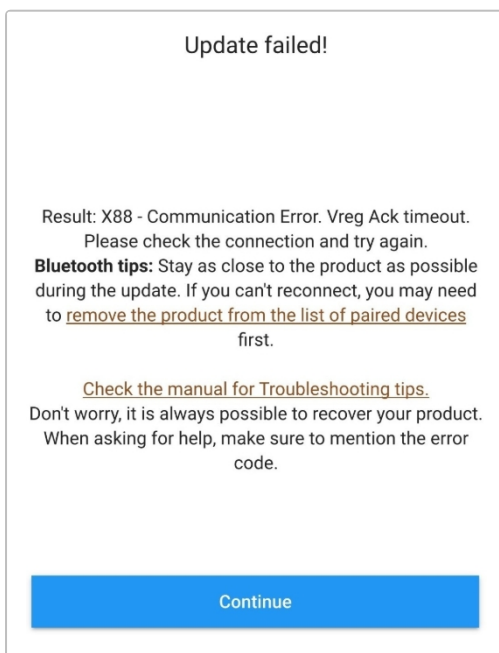 Update failed!
Result: X88 - Communication Error. Vreg Ack timeout.
Please check the connection and try again.
Bluetooth tips: Stay as close to the product as possible
during the update. If you can't reconnect, you may need
to remove the product from the list of paired devices
first.
Check the manual for Troubleshooting tips.
Don't worry, it is always possible to recover your product.
When asking for help, make sure to mention the error
code.
Continue